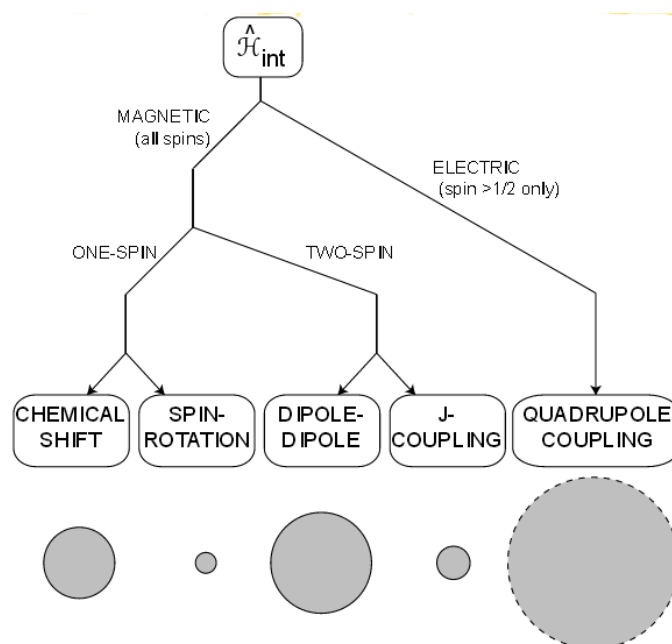 Ĥint
MAGNETIC
(all spins)
ELECTRIC
(spin >1/2 only)
ONE-SPIN
TWO-SPIN
CHEMICAL
SHIFT
SPIN-
ROTATION
DIPOLE-
DIPOLE
J-
COUPLING
QUADRUPOLE
COUPLING